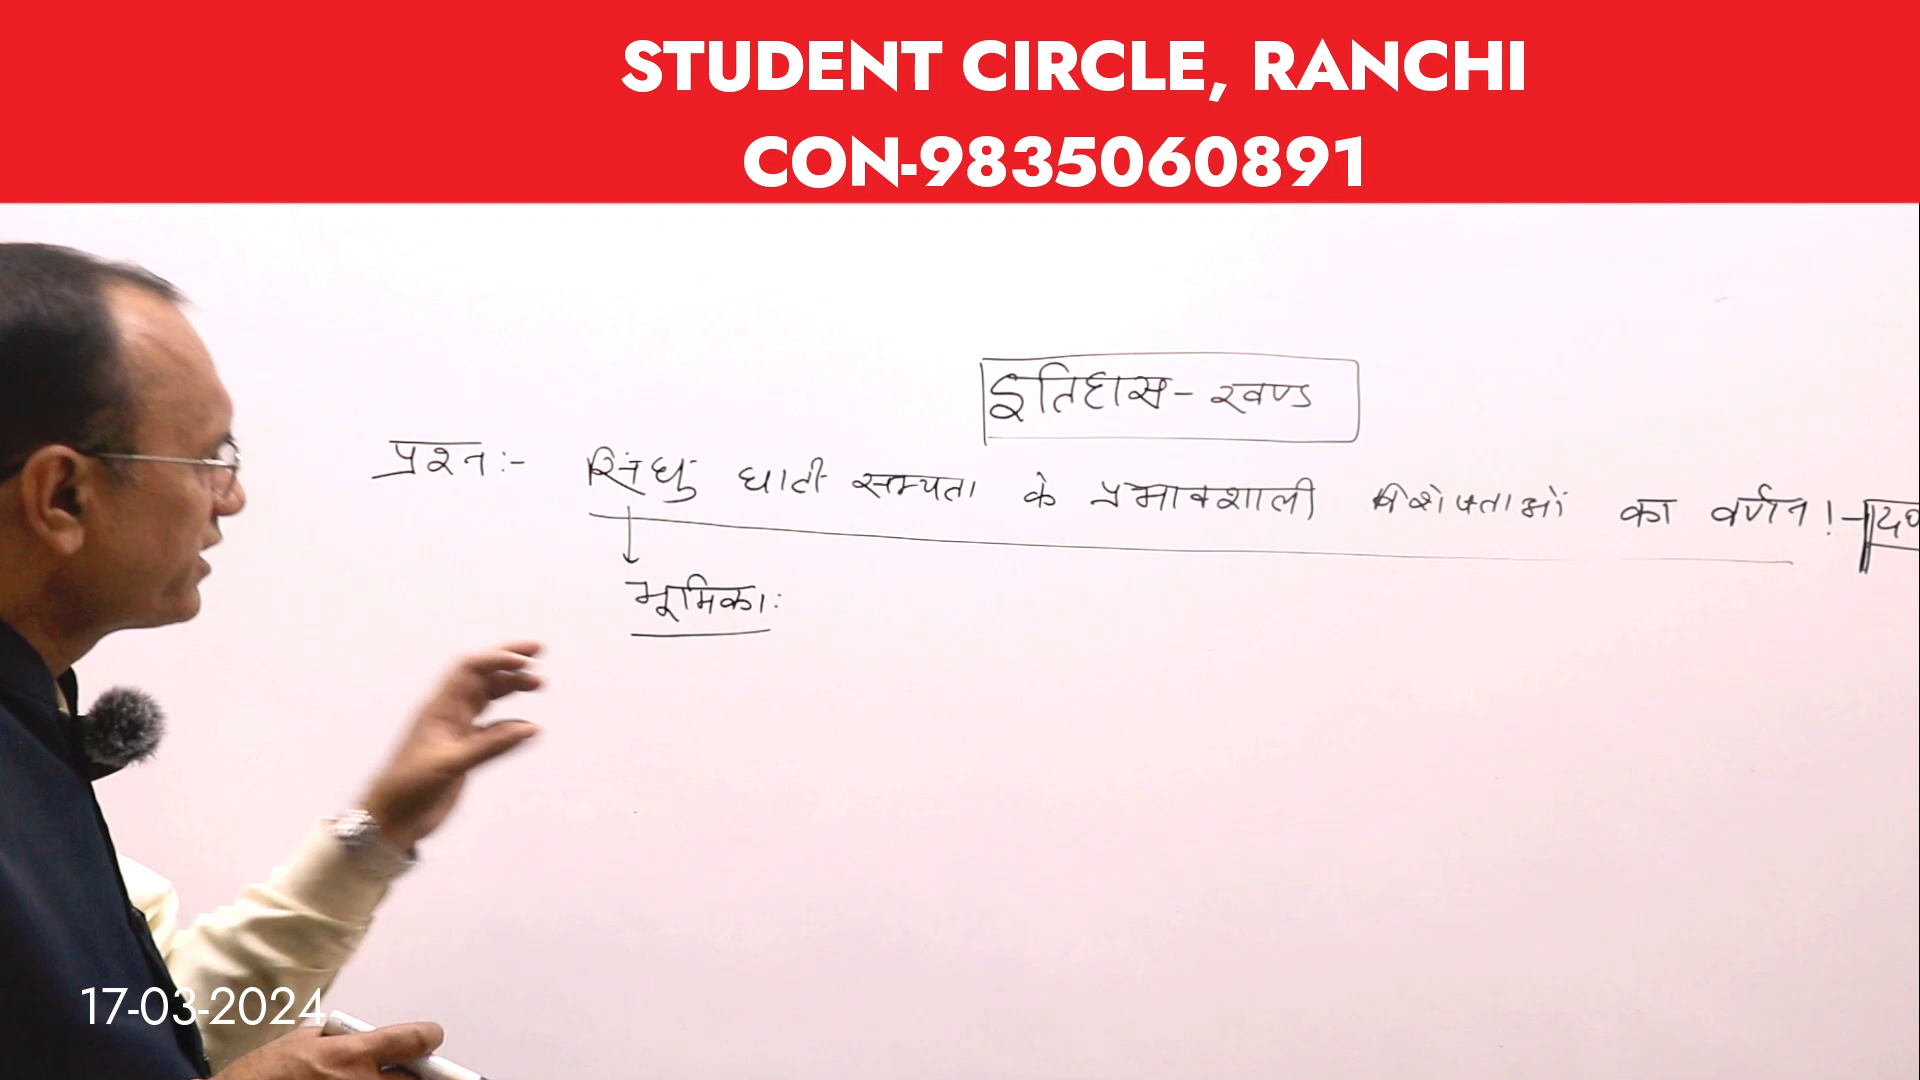 STUDENT CIRCLE, RANCHI
CON-9835060891
इतिहास - खण्ड
प्रश्न :- सिंधु घाटी सभ्यता के प्रभावशाली विशेषताओं का वर्णन !-
भूमिका :
17-03-2024